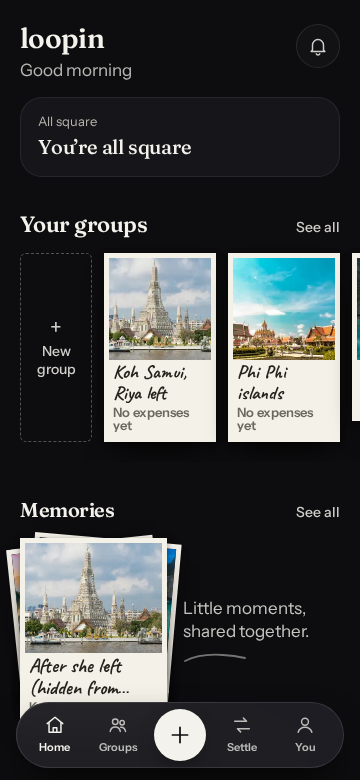 loopin
Good morning
All square
You're all square
Your groups
See all
+
New
group
Koh Samui,
Riya left
No expenses
yet
Phi Phi
islands
No expenses
yet
Memories
See all
Little moments,
shared together.
After she left
(hidden from...
Home
Groups
+
Settle
You